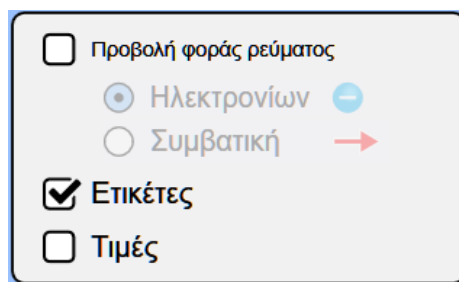 Προβολή φοράς ρεύματος
Ηλεκτρονίων
Συμβατική
Ετικέτες
Τιμές